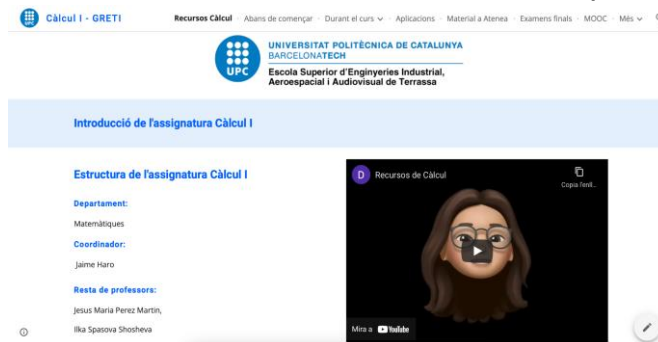 UPC
Càlcul I - GRETI
Recursos Càlcul
Abans de començar
Durant el curs
Aplicacions
Material a Atenea
Examens finals
MOOC
Més
UPC
UNIVERSITAT POLITÈCNICA DE CATALUNYA
BARCELONATECH
Escola Superior d'Enginyeries Industrial,
Aeroespacial i Audiovisual de Terrassa
Introducció de l'assignatura Càlcul I
Estructura de l'assignatura Càlcul I
Departament:
Matemàtiques
Coordinador:
Jaime Haro
Resta de professors:
Jesus Maria Perez Martin,
Ilka Spasova Shosheva
D
Recursos de Càlcul
Copia l'enll...
Mira a YouTube